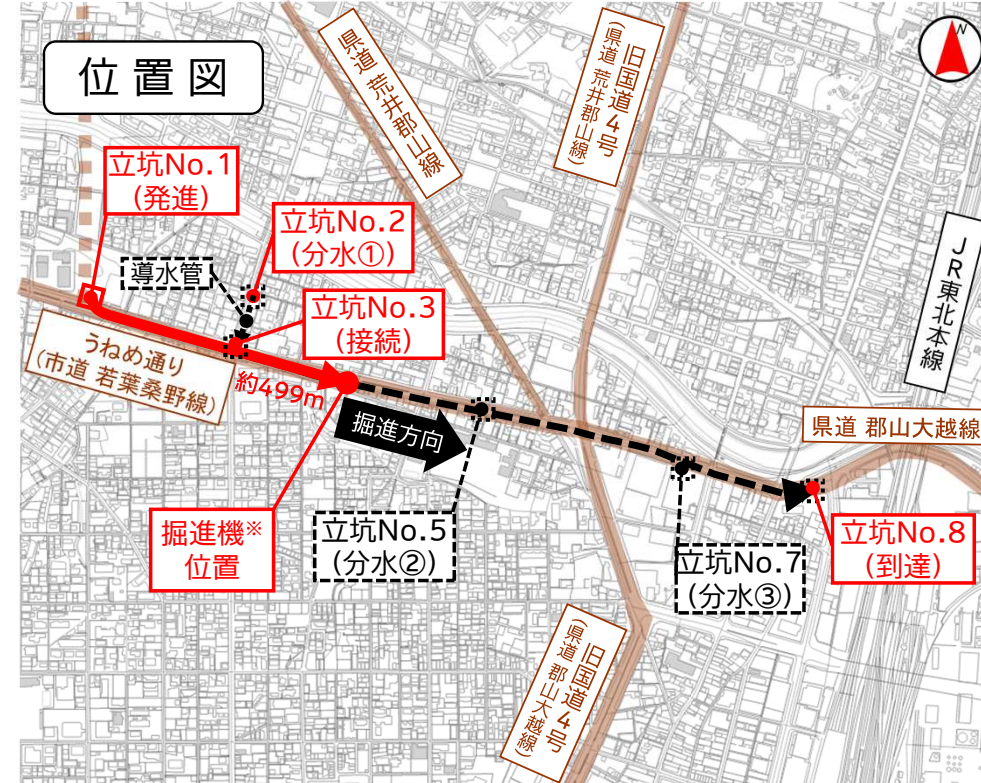 位置図
N
県道 荒井郡山線
旧国道4号
(県道 荒井郡山線)
立坑No.1
(発進)
立坑No.2
(分水①)
導水管
立坑No.3
(接続)
JR東北本線
うねめ通り
(市道 若葉桑野線)
約499m
掘進方向
県道 郡山大越線
掘進機※
位置
立坑No.5
(分水②)
立坑No.7
(分水③)
立坑No.8
(到達)
旧国道4号
(県道 郡山大越線)